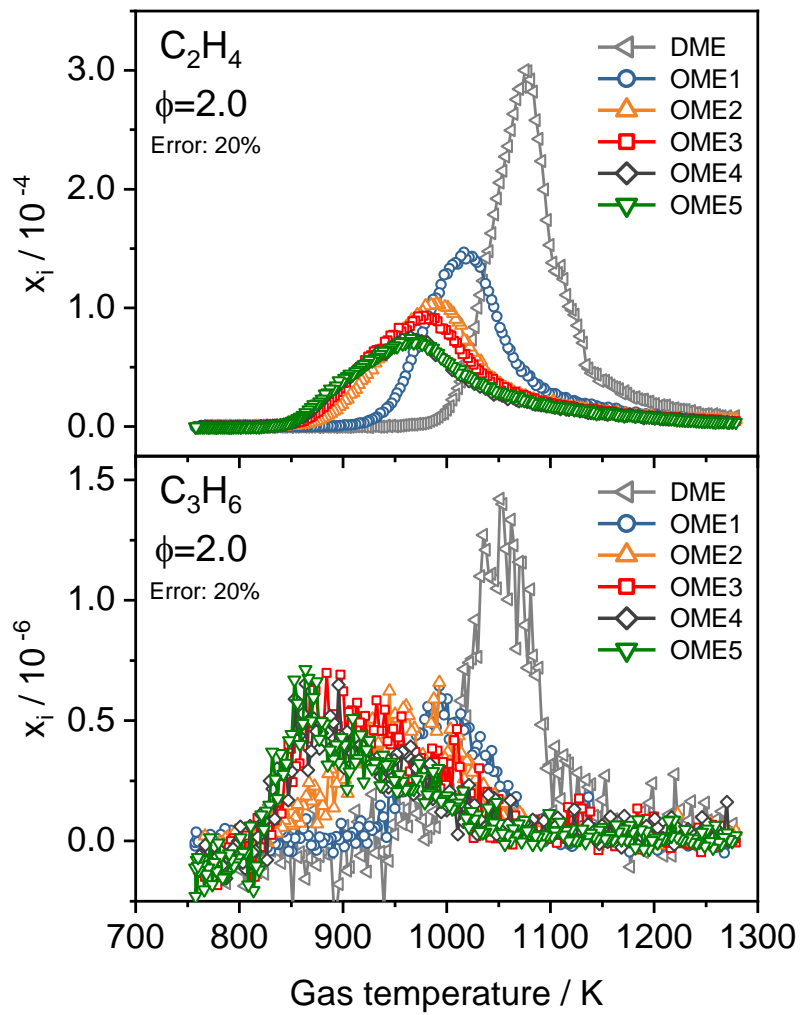 C₂H₄
ϕ=2.0
Error: 20%
DME
OME1
OME2
OME3
OME4
OME5
3.0
2.0
1.0
0.0
xᵢ / 10⁻⁴
C₃H₆
ϕ=2.0
Error: 20%
DME
OME1
OME2
OME3
OME4
OME5
1.5
1.0
0.5
0.0
xᵢ / 10⁻⁶
700 800 900 1000 1100 1200 1300
Gas temperature / K